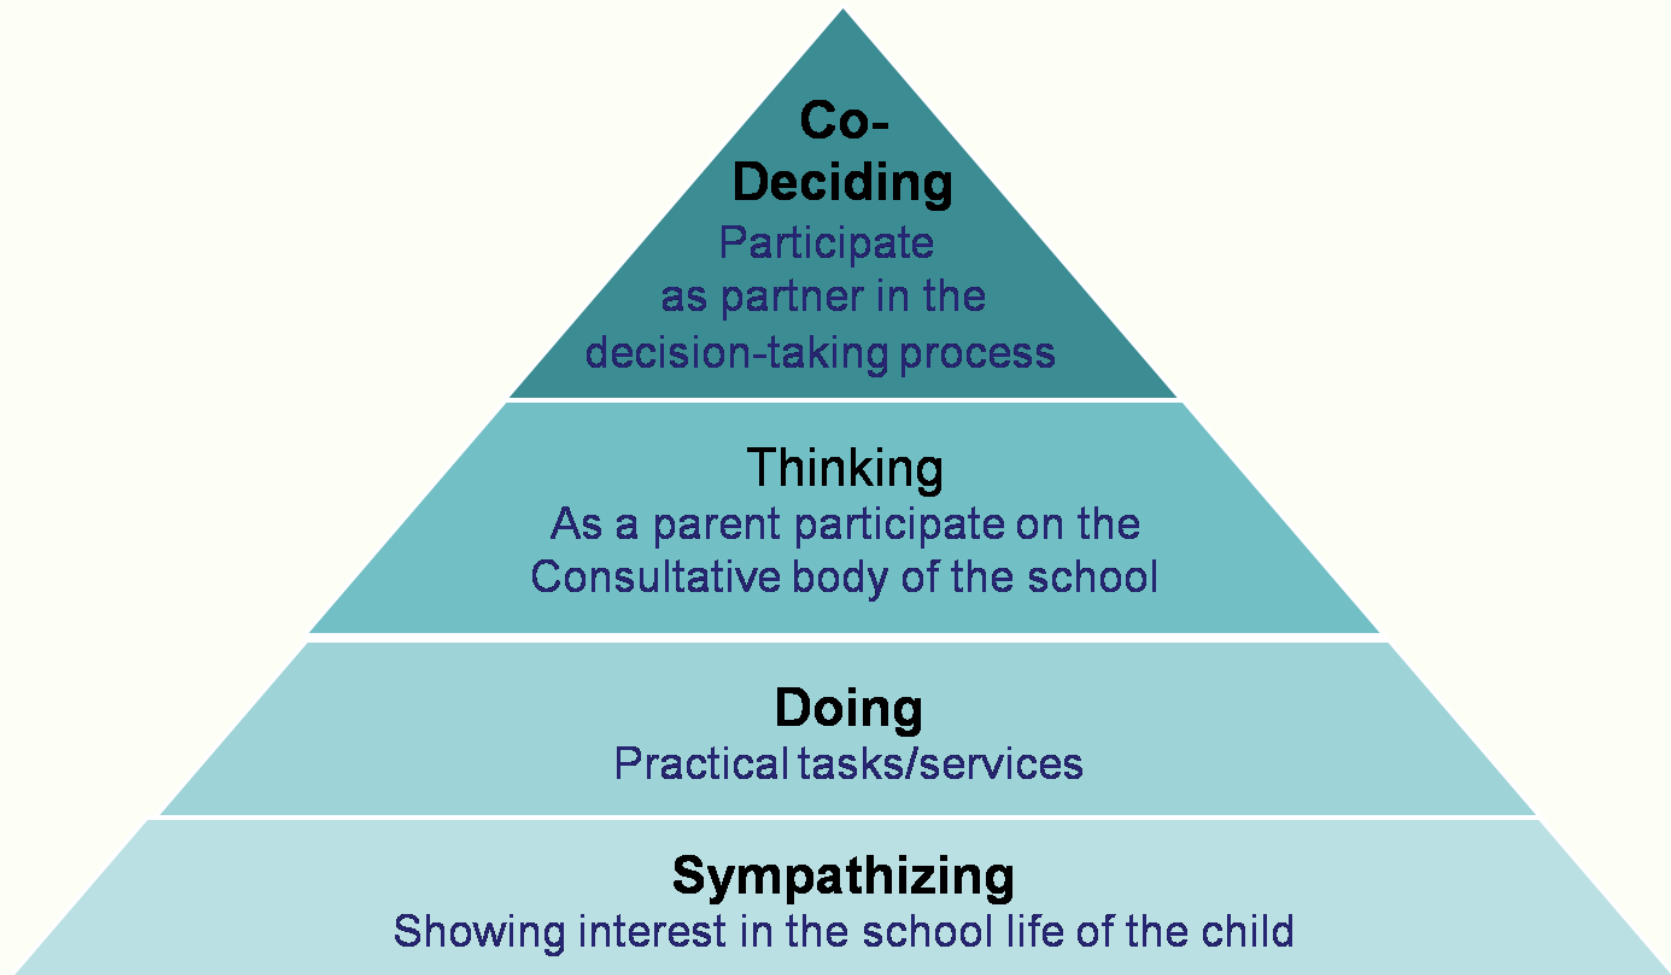 Co-
Deciding
Participate
as partner in the
decision-taking process
Thinking
As a parent participate on the
Consultative body of the school
Doing
Practical tasks/services
Sympathizing
Showing interest in the school life of the child